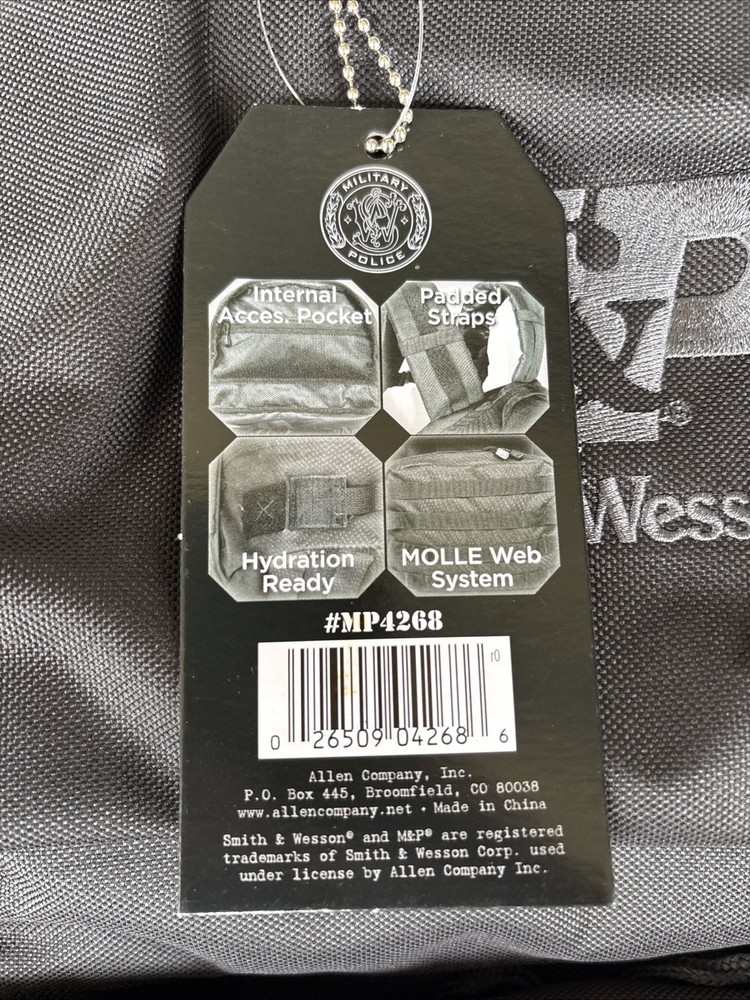 MILITARY
POLICE
Internal
Acces. Pocket
Padded
Straps
Hydration
Ready
MOLLE Web
System
#MP4268
r0
0 26509 04268 6
Allen Company, Inc.
P.O. Box 445, Broomfield, CO 80038
www.allencompany.net • Made in China
Smith & Wesson® and M&P® are registered
trademarks of Smith & Wesson Corp. used
under license by Allen Company Inc.
P
®
Wess